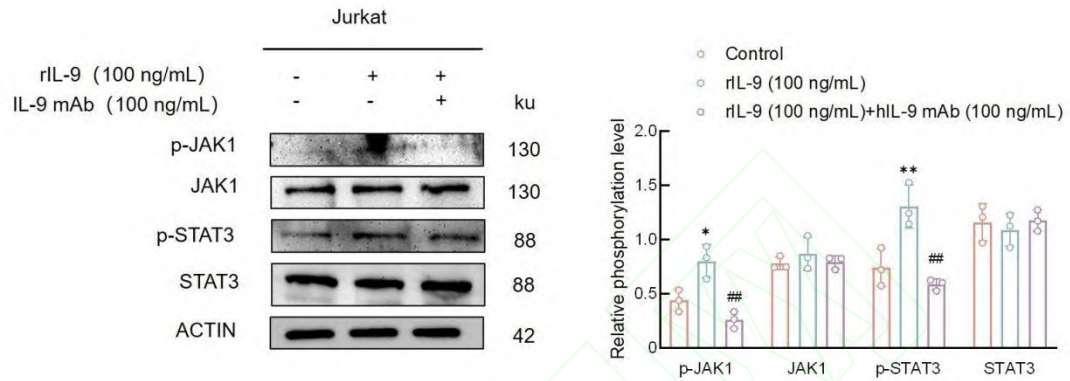 Jurkat
rIL-9 (100 ng/mL) - + +
IL-9 mAb (100 ng/mL) - - +
ku
p-JAK1 130
JAK1 130
p-STAT3 88
STAT3 88
ACTIN 42
Control
rIL-9 (100 ng/mL)
rIL-9 (100 ng/mL)+hIL-9 mAb (100 ng/mL)
Relative phosphorylation level
2.0
1.5
1.0
0.5
0
* ## ** ##
p-JAK1 JAK1 p-STAT3 STAT3